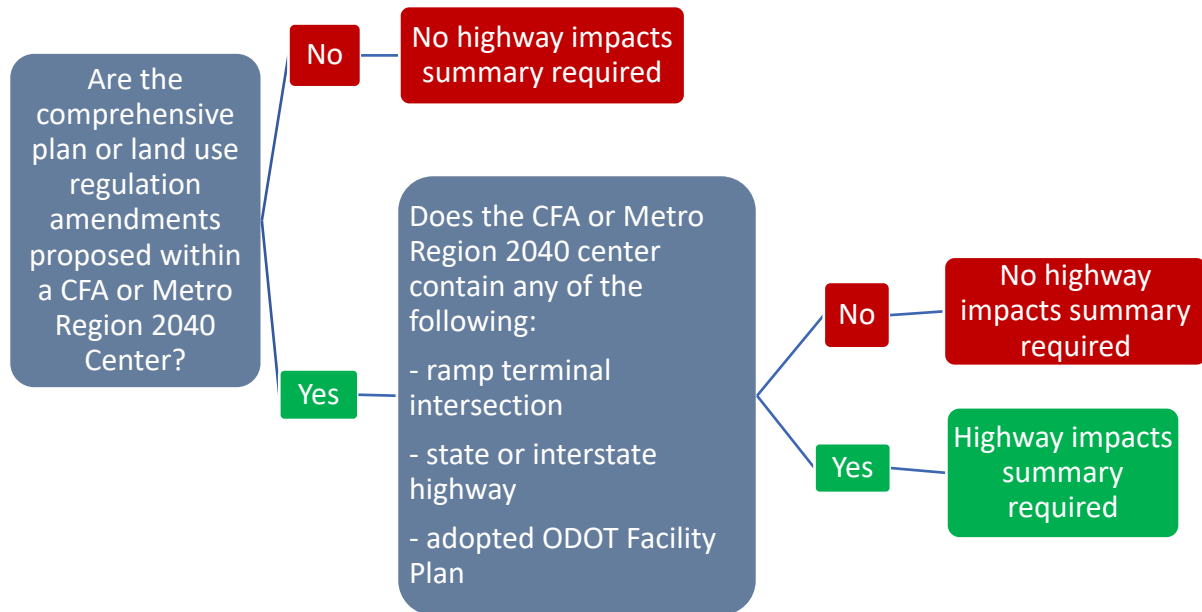 Are the
comprehensive
plan or land use
regulation
amendments
proposed within
a CFA or Metro
Region 2040
Center?
No
No highway impacts
summary required
Yes
Does the CFA or Metro
Region 2040 center
contain any of the
following:
- ramp terminal
intersection
- state or interstate
highway
- adopted ODOT Facility
Plan
No
No highway
impacts summary
required
Yes
Highway impacts
summary
required